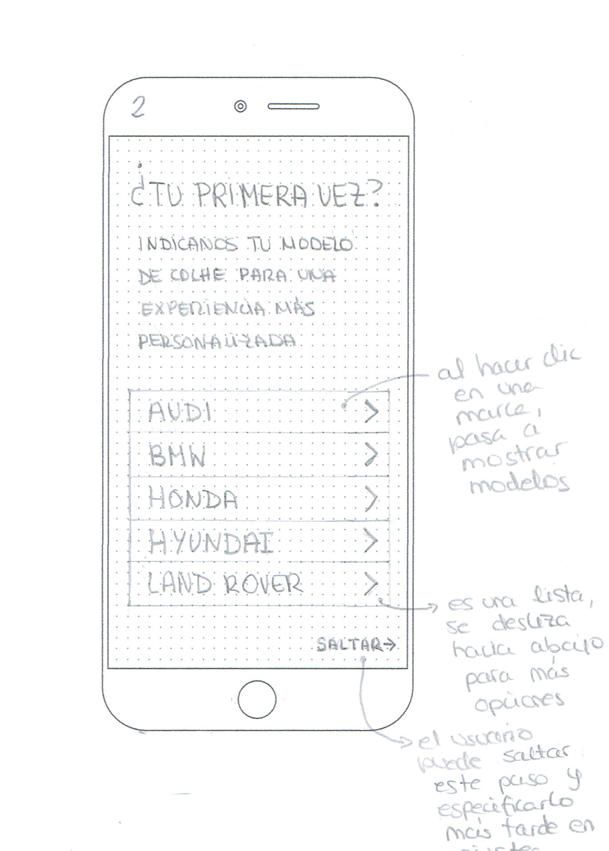 2
¿TU PRIMERA VEZ?
INDÍCANOS TU MODELO
DE COCHE PARA UNA
EXPERIENCIA MÁS
PERSONALIZADA
AUDI
BMW
HONDA
HYUNDAI
LAND ROVER
SALTAR→
al hacer clic
en una
marca,
pasa a
mostrar
modelos
es una lista,
se desliza
hacia abajo
para más
opciones
el usuario
puede saltar
este paso y
especificarlo
más tarde en